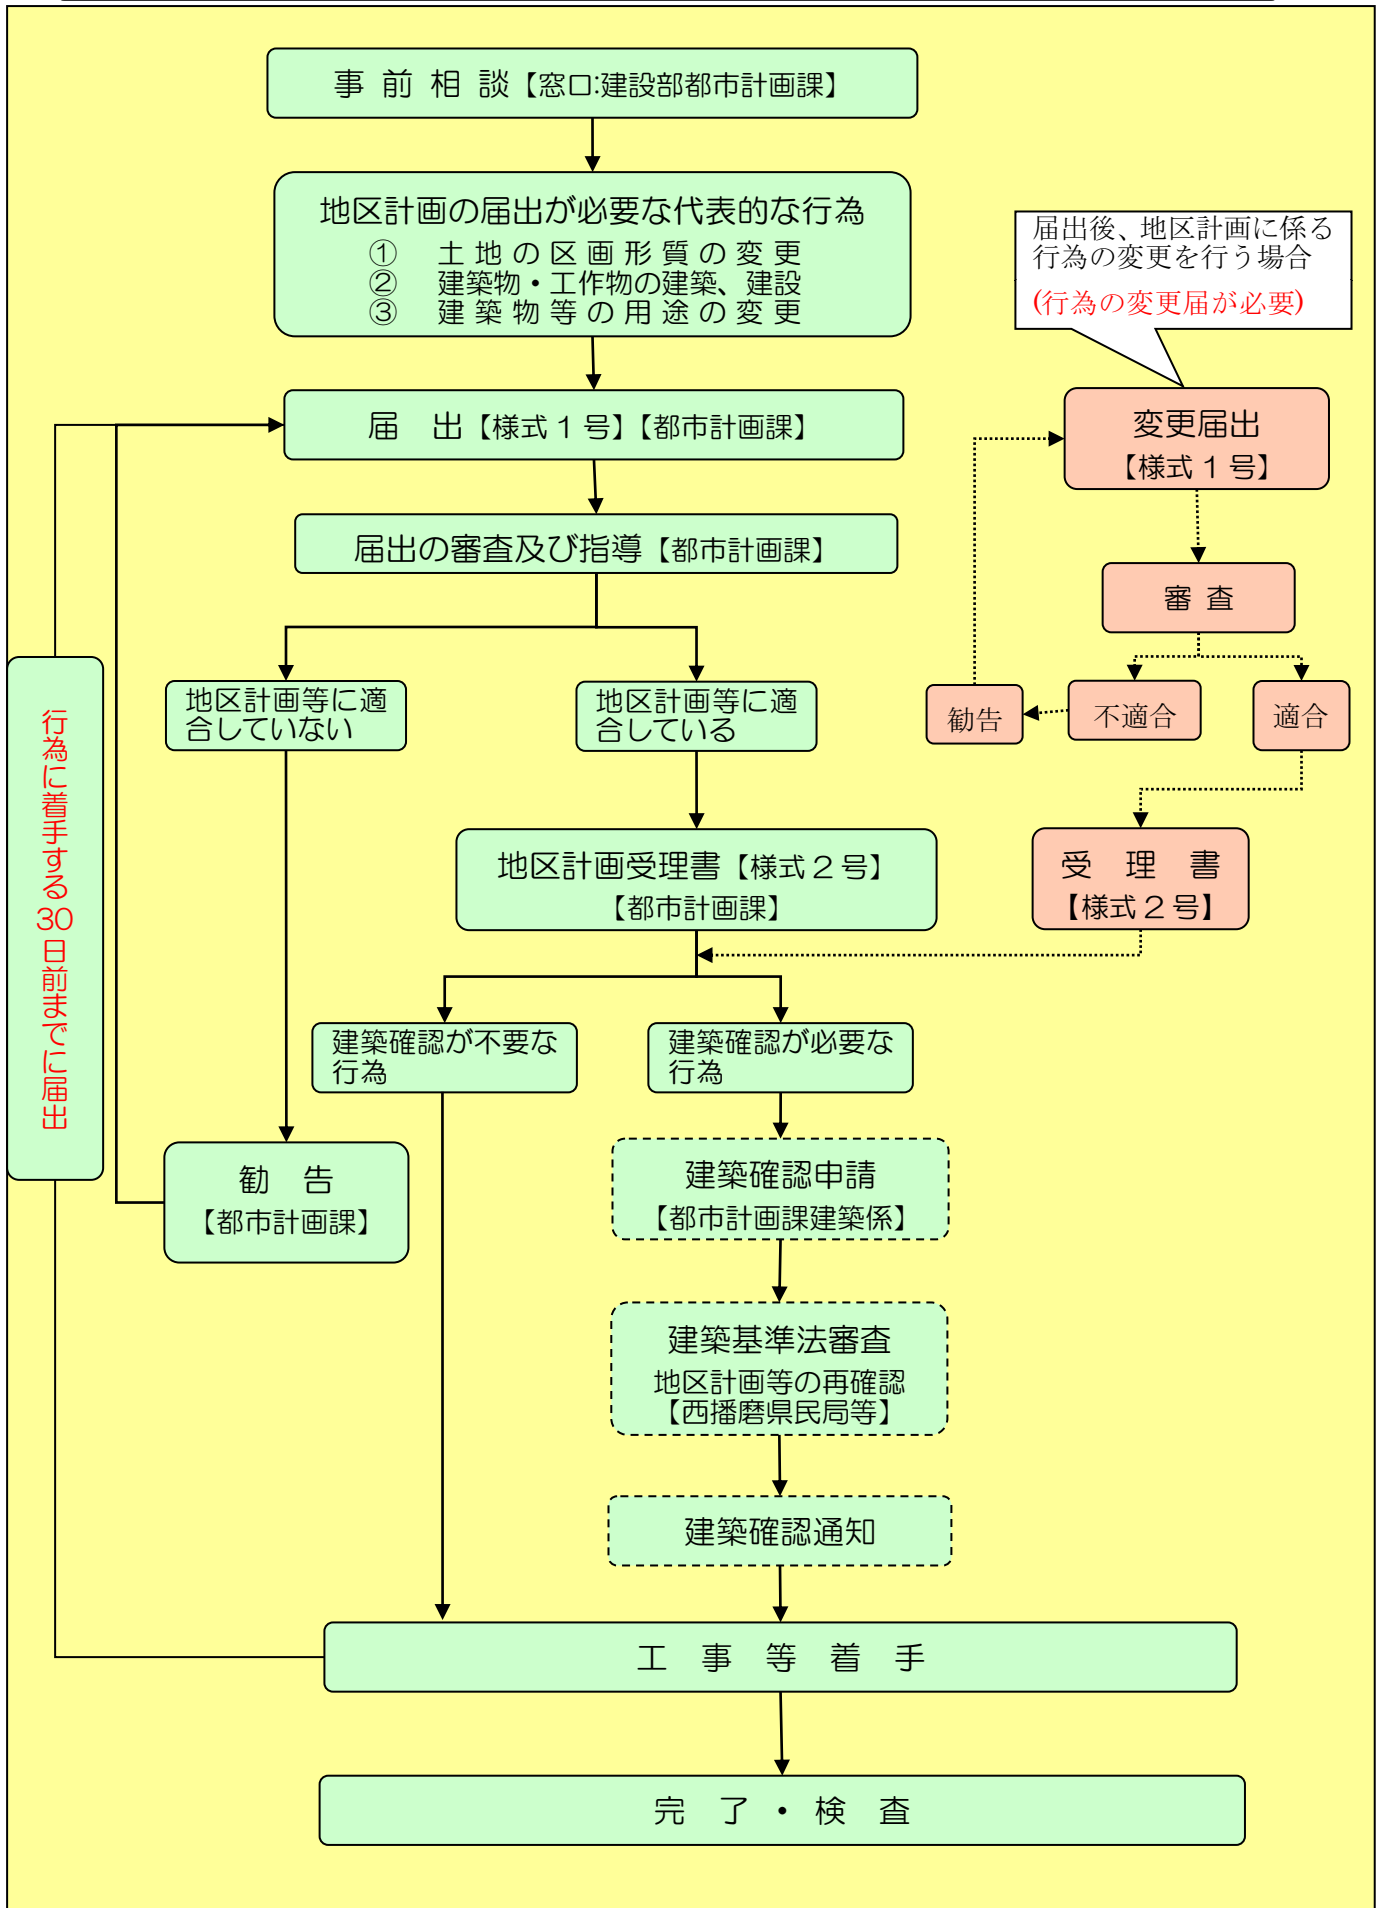 事前相談【窓口:建設部都市計画課】
地区計画の届出が必要な代表的な行為
① 土地の区画形質の変更
② 建築物・工作物の建築、建設
③ 建築物等の用途の変更
届出後、地区計画に係る
行為の変更を行う場合
(行為の変更届が必要)
届 出【様式1号】【都市計画課】
変更届出
【様式1号】
届出の審査及び指導【都市計画課】
審査
地区計画等に適
合していない
地区計画等に適
合している
勧告
不適合
適合
行為に着手する30日前までに届出
地区計画受理書【様式2号】
【都市計画課】
受 理 書
【様式2号】
建築確認が不要な
行為
建築確認が必要な
行為
勧 告
【都市計画課】
建築確認申請
【都市計画課建築係】
建築基準法審査
地区計画等の再確認
【西播磨県民局等】
建築確認通知
工 事 等 着 手
完 了 ・ 検 査